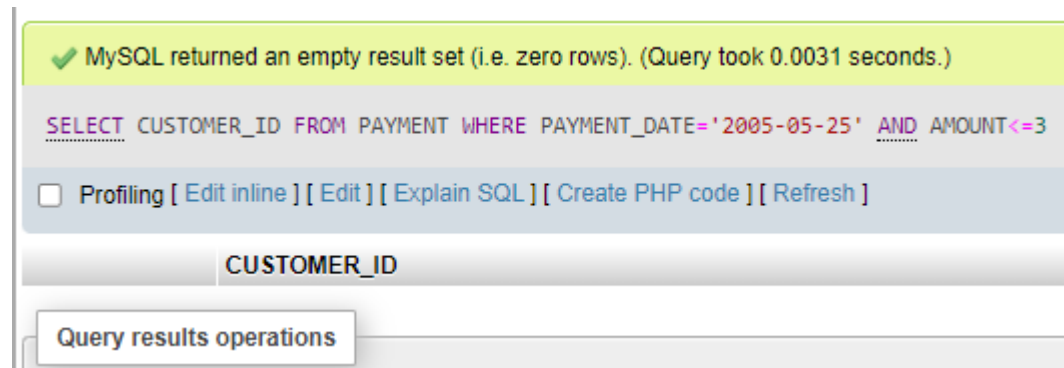 MySQL returned an empty result set (i.e. zero rows). (Query took 0.0031 seconds.)
SELECT CUSTOMER_ID FROM PAYMENT WHERE PAYMENT_DATE='2005-05-25' AND AMOUNT<=3
Profiling [ Edit inline ] [ Edit ] [ Explain SQL ] [ Create PHP code ] [ Refresh ]
CUSTOMER_ID
Query results operations